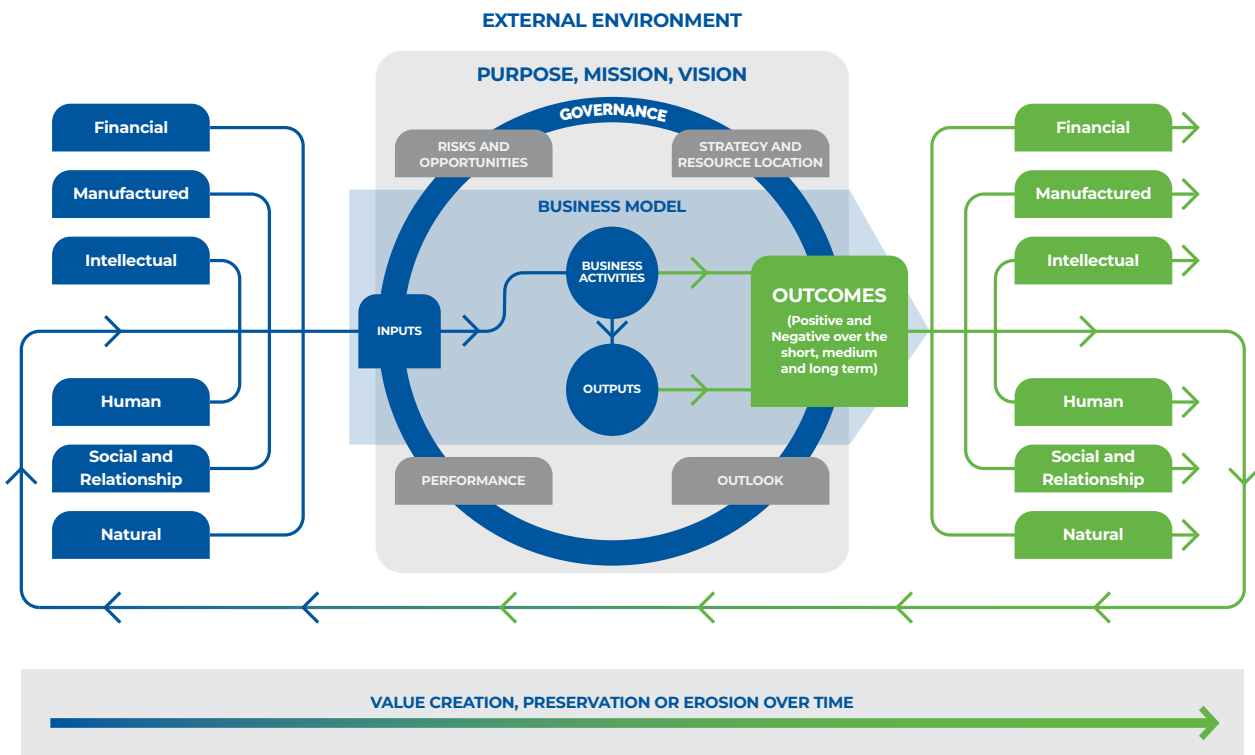 EXTERNAL ENVIRONMENT
PURPOSE, MISSION, VISION
GOVERNANCE
Financial
Manufactured
Intellectual
Human
Social and
Relationship
Natural
RISKS AND
OPPORTUNITIES
STRATEGY AND
RESOURCE LOCATION
BUSINESS MODEL
INPUTS
BUSINESS
ACTIVITIES
OUTPUTS
OUTCOMES
(Positive and
Negative over the
short, medium
and long term)
PERFORMANCE
OUTLOOK
Financial
Manufactured
Intellectual
Human
Social and
Relationship
Natural
VALUE CREATION, PRESERVATION OR EROSION OVER TIME